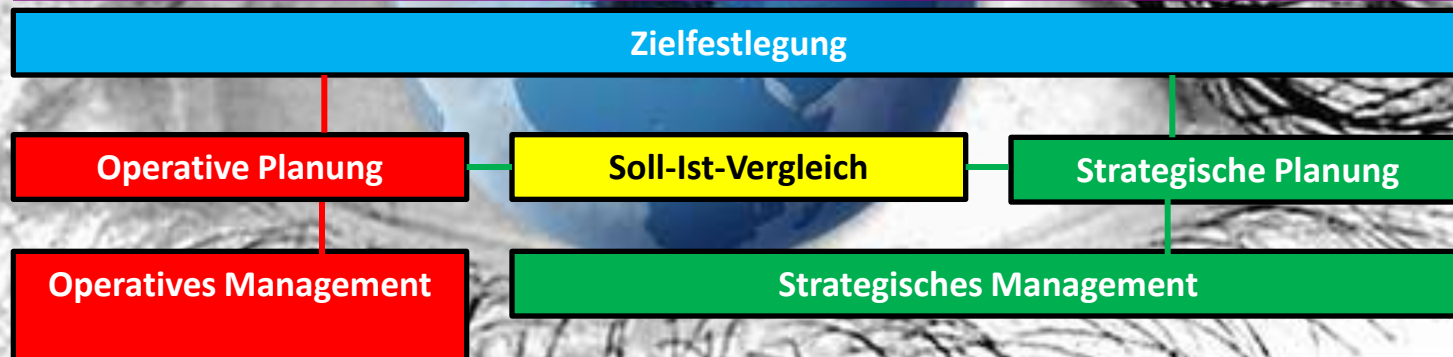 Zielfestlegung
Operative Planung
Soll-Ist-Vergleich
Strategische Planung
Operatives Management
Strategisches Management